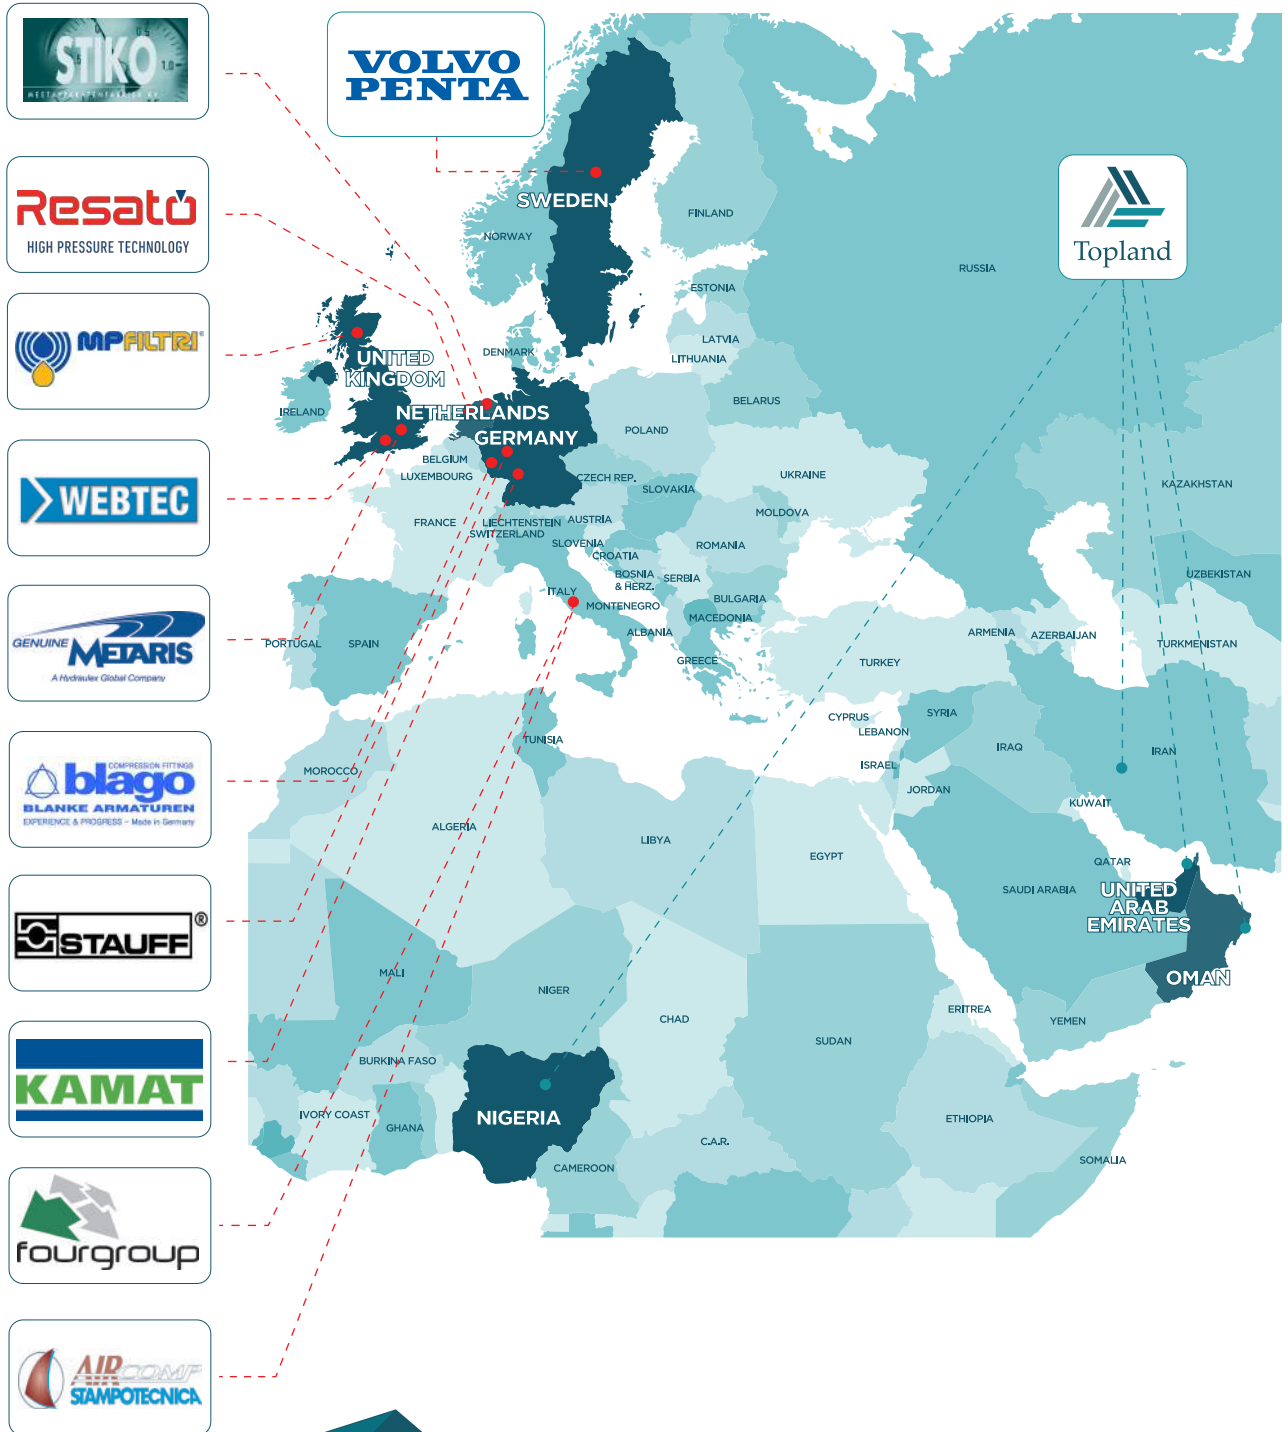 STIKO
VOLVO
PENTA
Resato
HIGH PRESSURE TECHNOLOGY
MPFILTRI
WEBTEC
GENUINE
METARIS
A Hydraulex Global Company
COMPRESSION FITTINGS
blago
BLANKE ARMATUREN
EXPERIENCE & PROGRESS – Made in Germany
STAUFF®
KAMAT
fourgroup
AIRCOMP
STAMPOTECNICA
Topland
SWEDEN
FINLAND
NORWAY
RUSSIA
ESTONIA
LATVIA
LITHUANIA
DENMARK
UNITED
KINGDOM
IRELAND
NETHERLANDS
GERMANY
BELARUS
POLAND
BELGIUM
LUXEMBOURG
CZECH REP.
SLOVAKIA
UKRAINE
KAZAKHSTAN
FRANCE
LIECHTENSTEIN
SWITZERLAND
AUSTRIA
MOLDOVA
SLOVENIA
CROATIA
ROMANIA
BOSNIA
& HERZ.
SERBIA
UZBEKISTAN
ITALY
MONTENEGRO
BULGARIA
MACEDONIA
ALBANIA
GREECE
PORTUGAL
SPAIN
ARMENIA
AZERBAIJAN
TURKMENISTAN
TURKEY
CYPRUS
SYRIA
LEBANON
TUNISIA
IRAQ
IRAN
ISRAEL
MOROCCO
JORDAN
KUWAIT
ALGERIA
LIBYA
EGYPT
QATAR
SAUDI ARABIA
UNITED
ARAB
EMIRATES
OMAN
MALI
NIGER
CHAD
ERITREA
YEMEN
SUDAN
BURKINA FASO
IVORY COAST
GHANA
NIGERIA
ETHIOPIA
C.A.R.
CAMEROON
SOMALIA